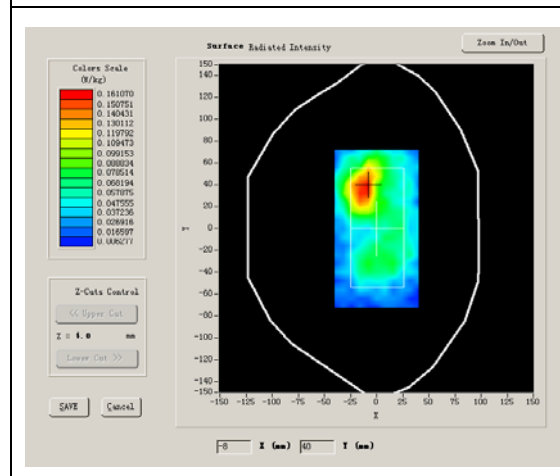 Surface Radiated Intensity
Zoom In/Out
Colors Scale
(W/kg)
0.161070
0.150751
0.140431
0.130112
0.119792
0.109473
0.099153
0.088834
0.078514
0.068194
0.057875
0.047555
0.037236
0.026916
0.016597
0.006277
Z-Cuts Control
<< Upper Cut
Z = 4.0 mm
Lower Cut >>
SAVE
Cancel
150
140
120
100
80
60
40
20
0
-20
-40
-60
-80
-100
-120
-140
-150
-150 -125 -100 -75 -50 -25 0 25 50 75 100 125 150
X
-8 X (mm) 40 Y (mm)